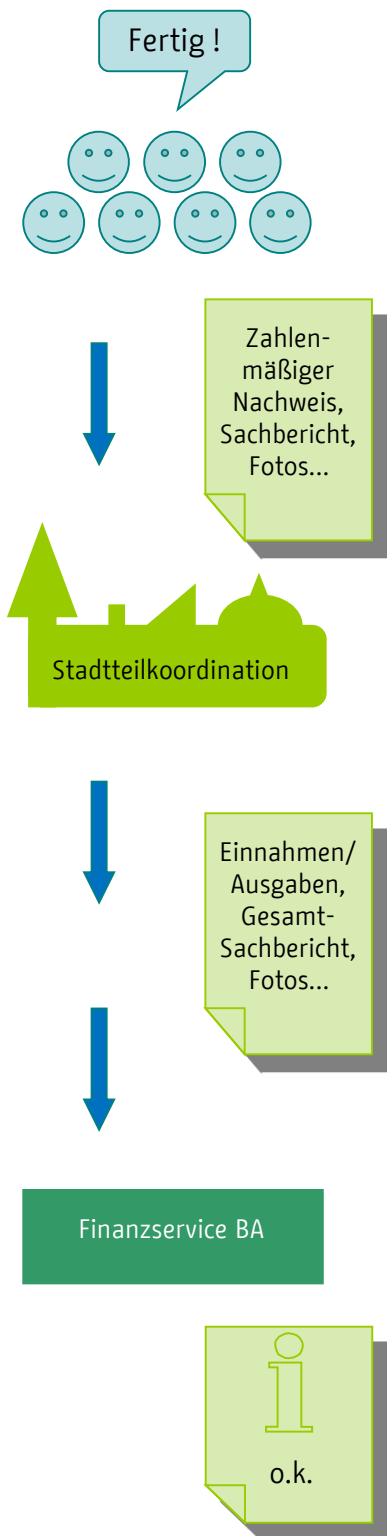 Fertig !
Zahlen-
mäßiger
Nachweis,
Sachbericht,
Fotos...
Stadtteilkoordination
Einnahmen/
Ausgaben,
Gesamt-
Sachbericht,
Fotos...
Finanzservice BA
i
o.k.